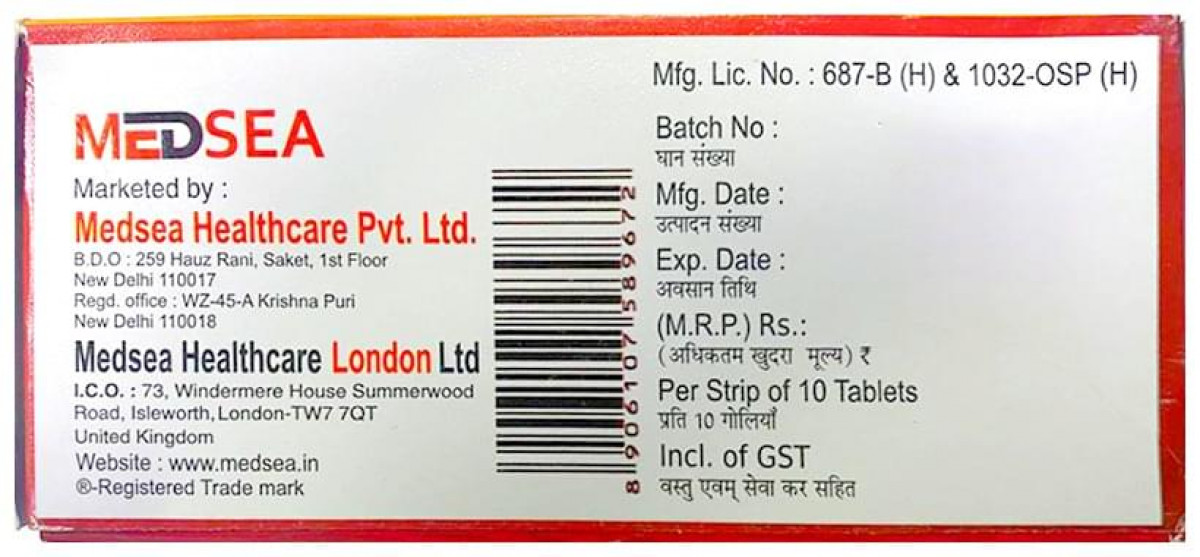 MEDSEA
Marketed by :
Medsea Healthcare Pvt. Ltd.
B.D.O : 259 Hauz Rani, Saket, 1st Floor
New Delhi 110017
Regd. office : WZ-45-A Krishna Puri
New Delhi 110018
Medsea Healthcare London Ltd
I.C.O. : 73, Windermere House Summerwood
Road, Isleworth, London-TW7 7QT
United Kingdom
Website : www.medsea.in
®-Registered Trade mark
8906107589672
Mfg. Lic. No. : 687-B (H) & 1032-OSP (H)
Batch No :
घान संख्या
Mfg. Date :
उत्पादन संख्या
Exp. Date :
अवसान तिथि
(M.R.P.) Rs.:
(अधिकतम खुदरा मूल्य) ₹
Per Strip of 10 Tablets
प्रति 10 गोलियाँ
Incl. of GST
वस्तु एवम् सेवा कर सहित